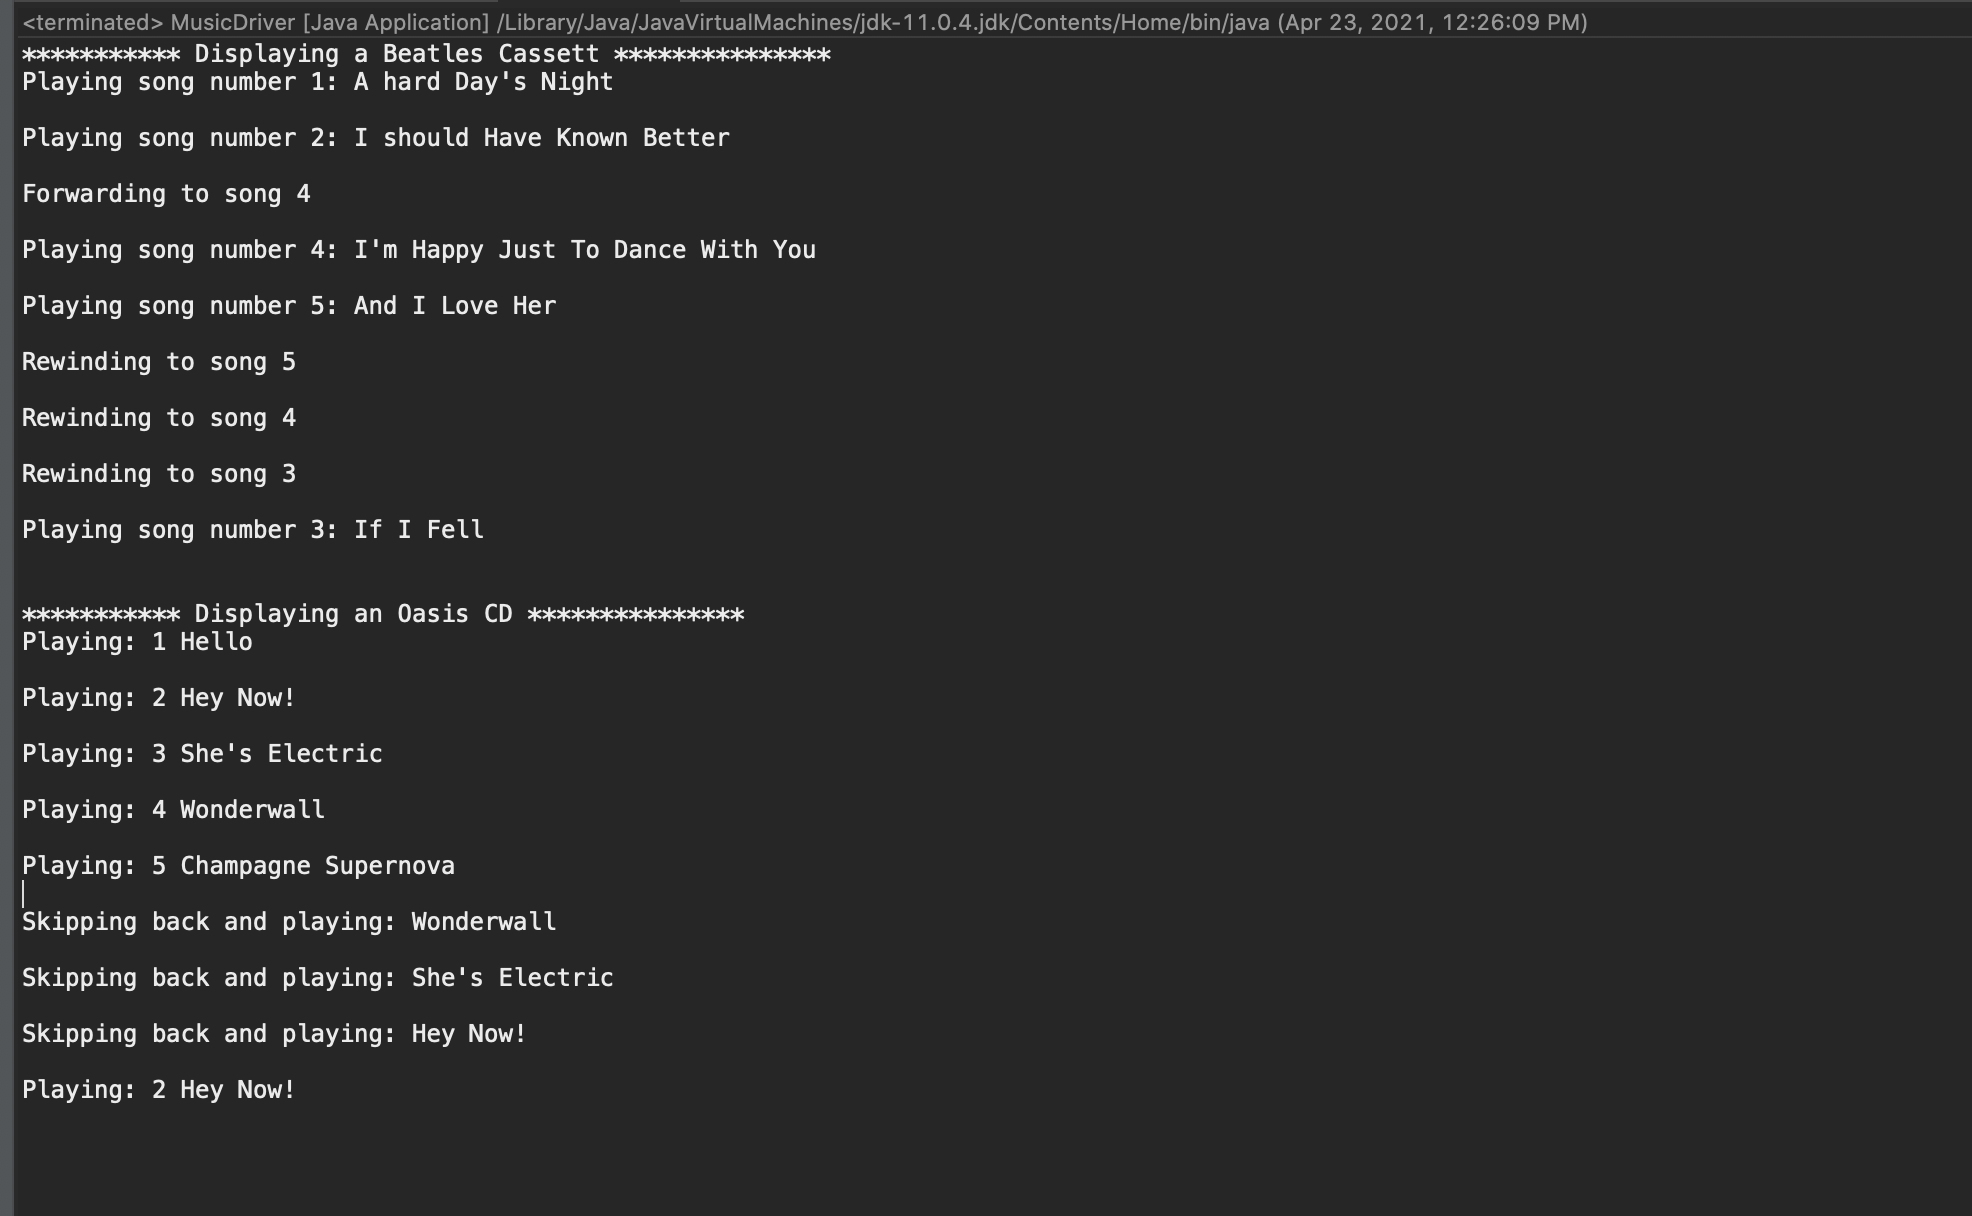 <terminated> MusicDriver [Java Application] /Library/Java/JavaVirtualMachines/jdk-11.0.4.jdk/Contents/Home/bin/java (Apr 23, 2021, 12:26:09 PM)
*********** Displaying a Beatles Cassett ***************
Playing song number 1: A hard Day's Night
Playing song number 2: I should Have Known Better
Forwarding to song 4
Playing song number 4: I'm Happy Just To Dance With You
Playing song number 5: And I Love Her
Rewinding to song 5
Rewinding to song 4
Rewinding to song 3
Playing song number 3: If I Fell
*********** Displaying an Oasis CD ***************
Playing: 1 Hello
Playing: 2 Hey Now!
Playing: 3 She's Electric
Playing: 4 Wonderwall
Playing: 5 Champagne Supernova
Skipping back and playing: Wonderwall
Skipping back and playing: She's Electric
Skipping back and playing: Hey Now!
Playing: 2 Hey Now!